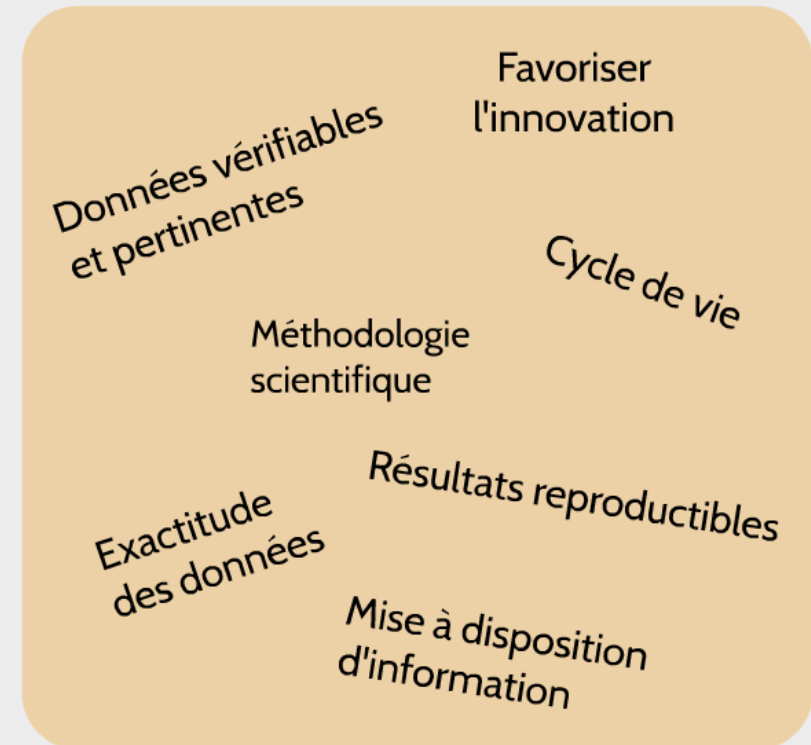 Favoriser
l'innovation
Données vérifiables
et pertinentes
Cycle de vie
Méthodologie
scientifique
Résultats reproductibles
Exactitude
des données
Mise à disposition
d'information